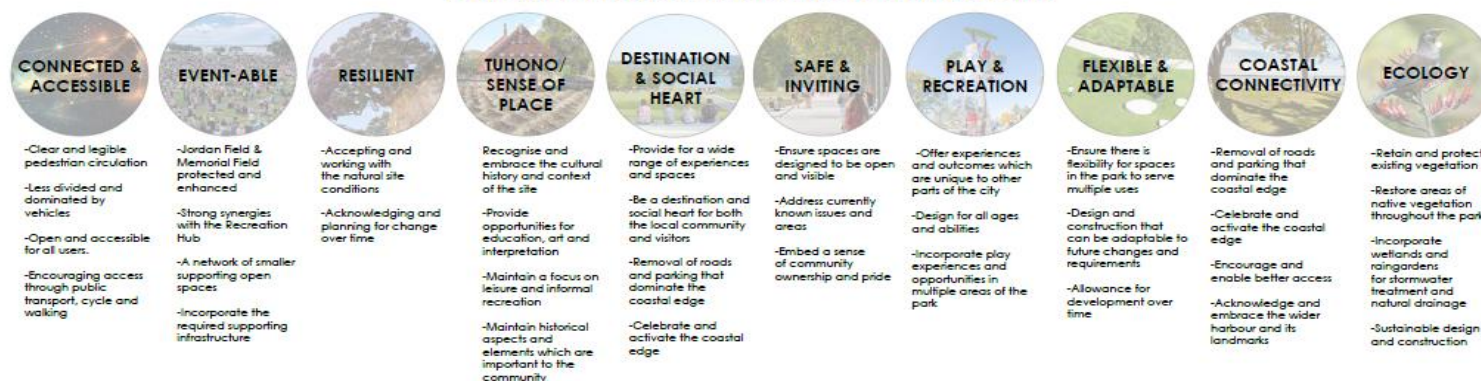 CONNECTED &
ACCESSIBLE
-Clear and legible
pedestrian circulation
-Less divided and
dominated by
vehicles
-Open and accessible
for all users.
-Encouraging access
through public
transport, cycle and
walking
EVENT-ABLE
-Jordan Field &
Memorial Field
protected and
enhanced
-Strong synergies
with the Recreation
Hub
-A network of smaller
supporting open
spaces
-Incorporate the
required supporting
infrastructure
RESILIENT
-Accepting and
working with
the natural site
conditions
-Acknowledging and
planning for change
over time
TUHONO/
SENSE OF
PLACE
Recognise and
embrace the cultural
history and context
of the site
-Provide
opportunities for
education, art and
interpretation
-Maintain a focus on
leisure and informal
recreation
-Maintain historical
aspects and
elements which are
important to the
community
DESTINATION
& SOCIAL
HEART
-Provide for a wide
range of experiences
and spaces
-Be a destination and
social heart for both
the local community
and visitors
-Removal of roads
and parking that
dominate the
coastal edge
-Celebrate and
activate the coastal
edge
SAFE &
INVITING
-Ensure spaces are
designed to be open
and visible
-Address currently
known issues and
areas
-Embed a sense
of community
ownership and pride
PLAY &
RECREATION
-Offer experiences
and outcomes which
are unique to other
parts of the city
-Design for all ages
and abilities
-Incorporate play
experiences and
opportunities in
multiple areas of the
park
FLEXIBLE &
ADAPTABLE
-Ensure there is
flexibility for spaces
in the park to serve
multiple uses
-Design and
construction that
can be adaptable to
future changes and
requirements
-Allowance for
development over
time
COASTAL
CONNECTIVITY
-Removal of roads
and parking that
dominate the
coastal edge
-Celebrate and
activate the coastal
edge
-Encourage and
enable better access
-Acknowledge and
embrace the wider
harbour and its
landmarks
ECOLOGY
-Retain and protect
existing vegetation
-Restore areas of
native vegetation
throughout the park
-Incorporate
wetlands and
raingardens
for stormwater
treatment and
natural drainage
-Sustainable design
and construction